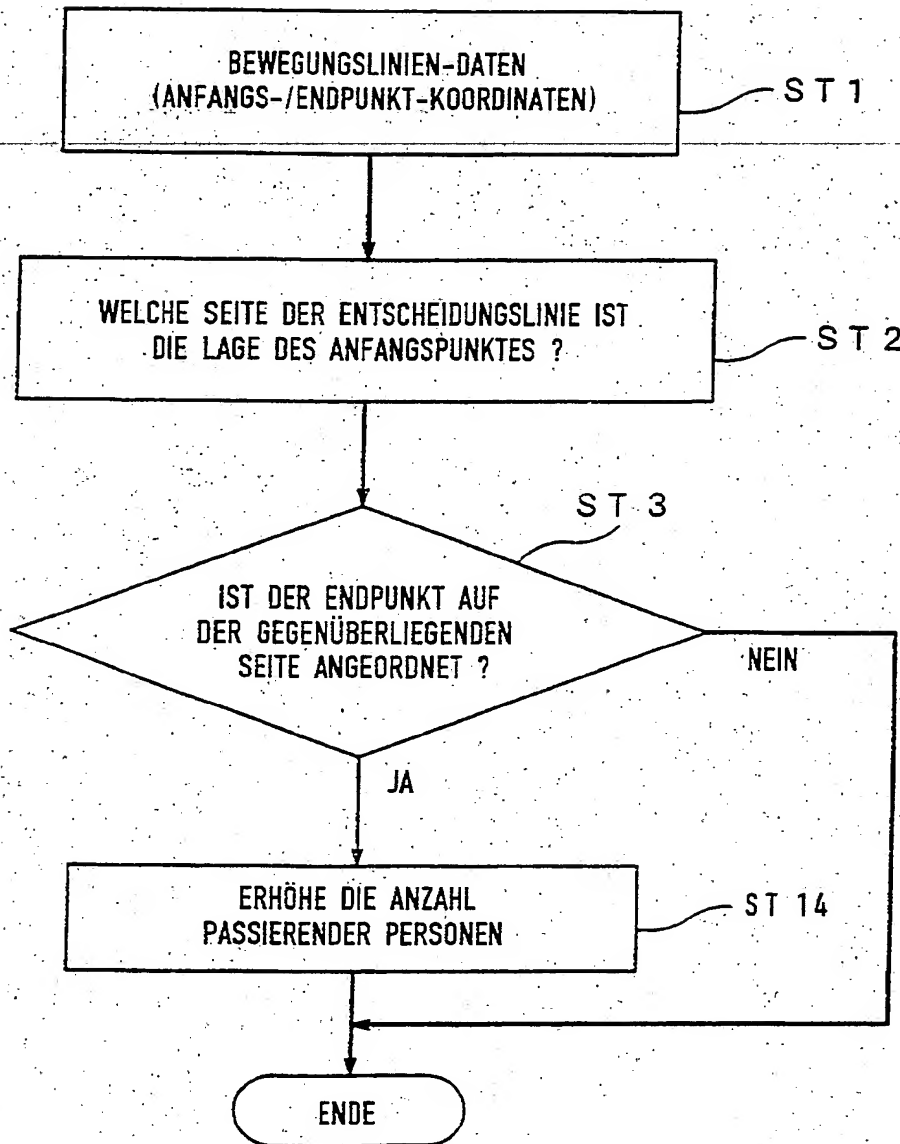 BEWEGUNGSLINIEN-DATEN
(ANFANGS-/ENDPUNKT-KOORDINATEN)
ST 1
WELCHE SEITE DER ENTSCHEIDUNGSLINIE IST
DIE LAGE DES ANFANGSPUNKTES ?
ST 2
ST 3
IST DER ENDPUNKT AUF
DER GEGENÜBERLIEGENDEN
SEITE ANGEORDNET ?
NEIN
JA
ERHÖHE DIE ANZAHL
PASSIERENDER PERSONEN
ST 14
ENDE